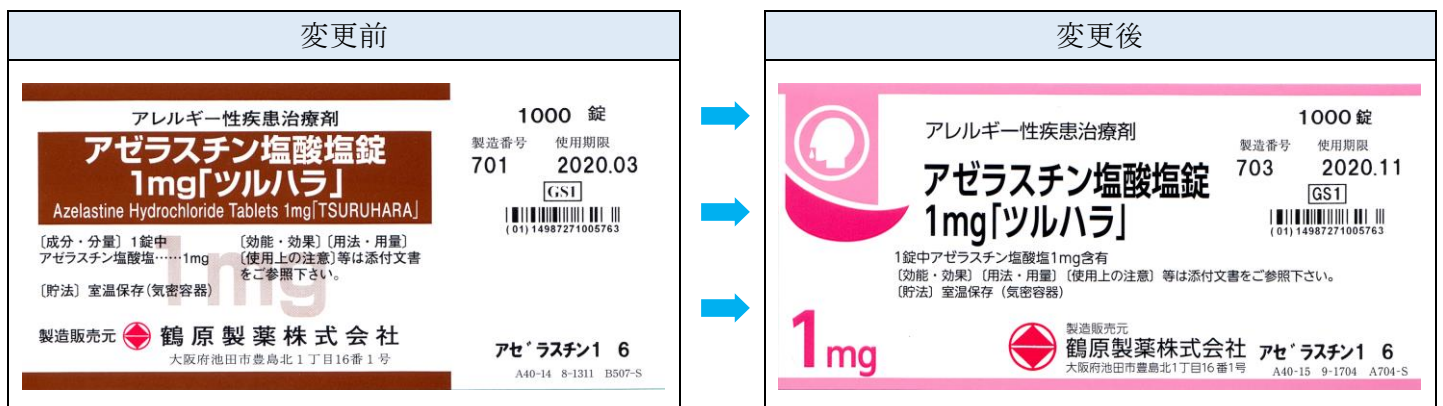 変更前
アレルギー性疾患治療剤
アゼラスチン塩酸塩錠
1mg「ツルハラ」
Azelastine Hydrochloride Tablets 1mg「TSURUHARA」
〔成分・分量〕1錠中
アゼラスチン塩酸塩……1mg
〔貯法〕室温保存(気密容器)
〔効能・効果〕〔用法・用量〕
〔使用上の注意〕等は添付文書
をご参照下さい。
1mg
製造販売元 鶴原製薬株式会社
大阪府池田市豊島北1丁目16番1号
1000 錠
製造番号 使用期限
701 2020.03
GS1
(01)14987271005763
アセ゛ラスチン1 6
A40-14 8-1311 B507-S
変更後
アレルギー性疾患治療剤
アゼラスチン塩酸塩錠
1mg「ツルハラ」
1錠中アゼラスチン塩酸塩1mg含有
〔効能・効果〕〔用法・用量〕〔使用上の注意〕等は添付文書をご参照下さい。
〔貯法〕室温保存(気密容器)
1mg
製造販売元
鶴原製薬株式会社
大阪府池田市豊島北1丁目16番1号
1000錠
製造番号 使用期限
703 2020.11
GS1
(01)14987271005763
アセ゛ラスチン1 6
A40-15 9-1704 A704-S